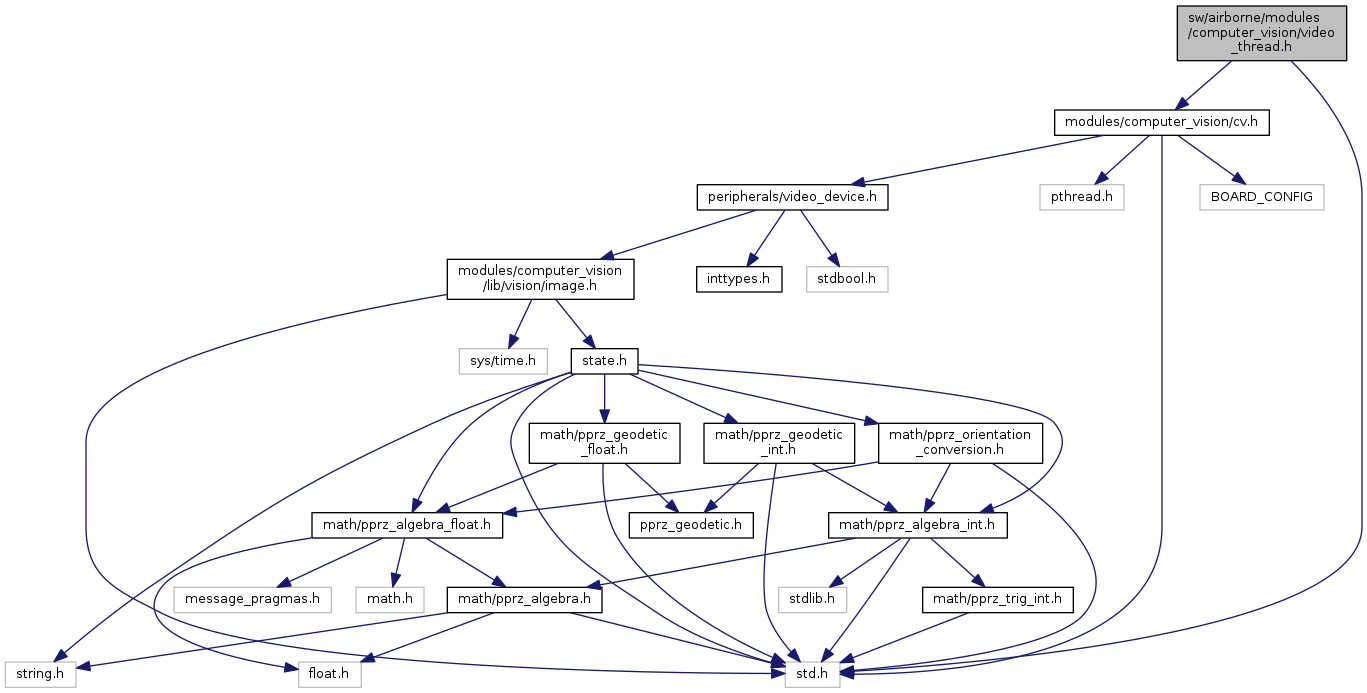 sw/airborne/modules
/computer_vision/video
_thread.h
modules/computer_vision/cv.h
peripherals/video_device.h
pthread.h
BOARD_CONFIG
modules/computer_vision
/lib/vision/image.h
inttypes.h
stdbool.h
sys/time.h
state.h
math/pprz_geodetic
_float.h
math/pprz_geodetic
_int.h
math/pprz_orientation
_conversion.h
math/pprz_algebra_float.h
pprz_geodetic.h
math/pprz_algebra_int.h
message_pragmas.h
math.h
math/pprz_algebra.h
stdlib.h
math/pprz_trig_int.h
string.h
float.h
std.h